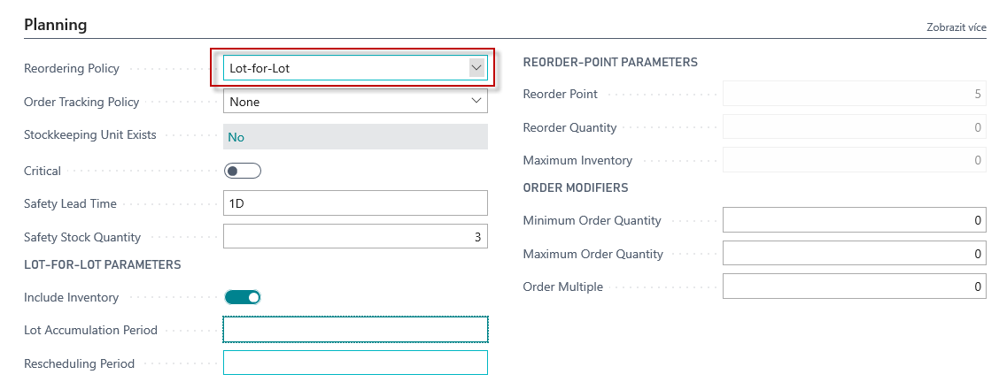 Planning
Zobrazit více
Reordering Policy Lot-for-Lot
Order Tracking Policy None
Stockkeeping Unit Exists No
Critical
Safety Lead Time 1D
Safety Stock Quantity 3
LOT-FOR-LOT PARAMETERS
Include Inventory
Lot Accumulation Period
Rescheduling Period
REORDER-POINT PARAMETERS
Reorder Point 5
Reorder Quantity 0
Maximum Inventory 0
ORDER MODIFIERS
Minimum Order Quantity 0
Maximum Order Quantity 0
Order Multiple 0